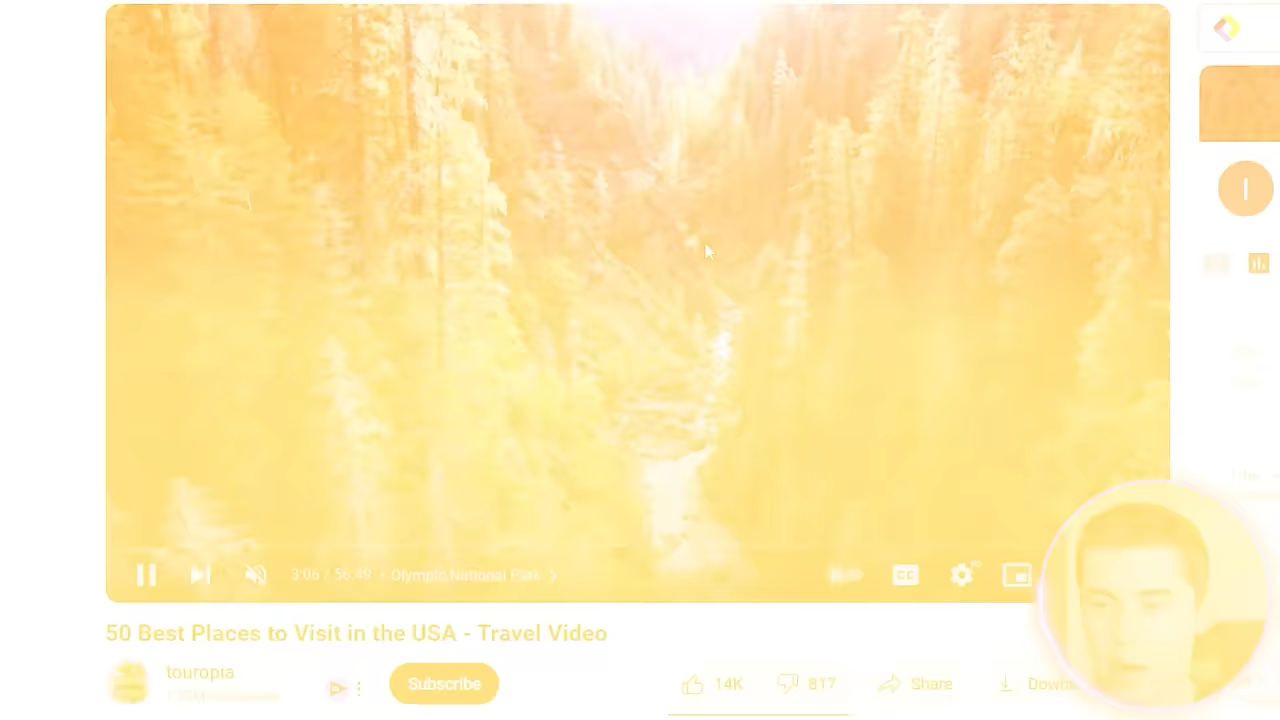 3:06 / 56:49 • Olympic National Park
CC
50 Best Places to Visit in the USA - Travel Video
touropia
Subscribe
14K
817
Share